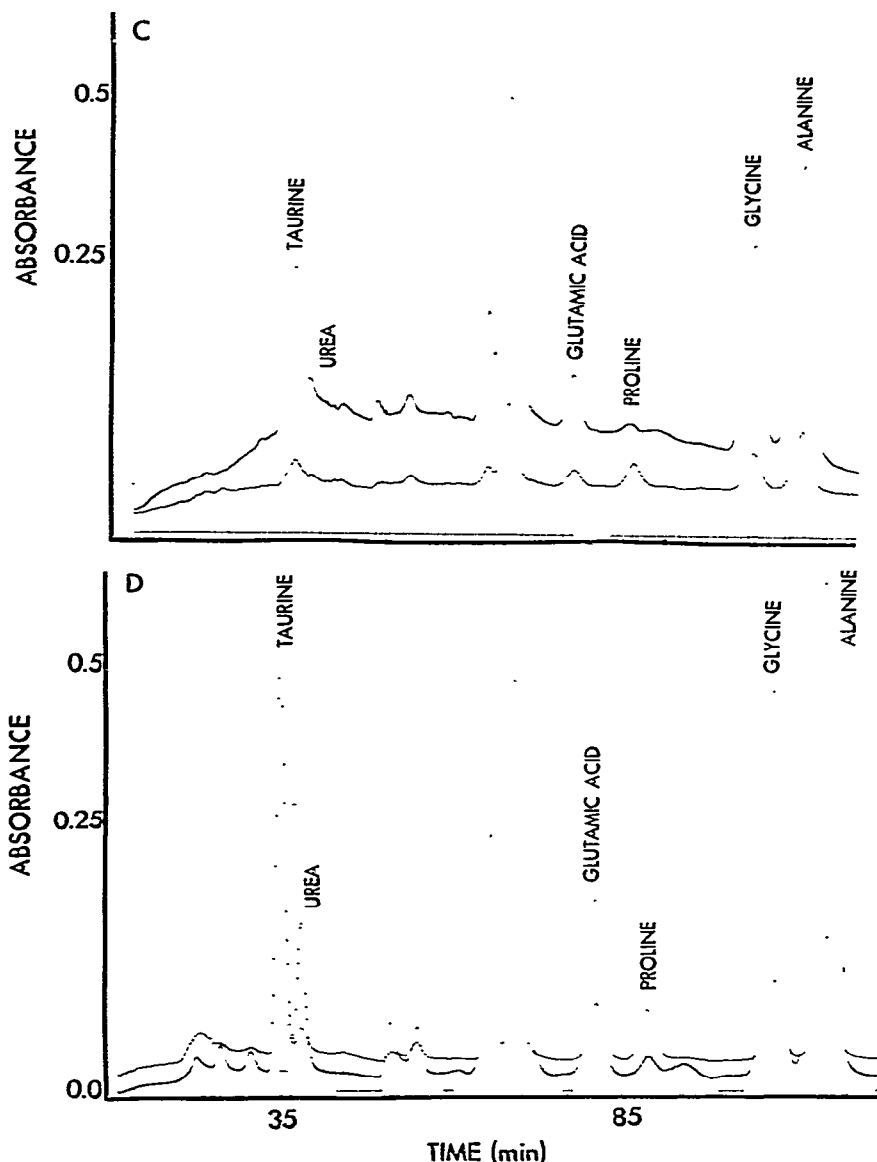 C
0.5
0.25
ABSORBANCE
TAURINE
UREA
GLUTAMIC ACID
PROLINE
GLYCINE
ALANINE
D
0.5
0.25
0.0
ABSORBANCE
TAURINE
UREA
GLUTAMIC ACID
PROLINE
GLYCINE
ALANINE
35
85
TIME (min)